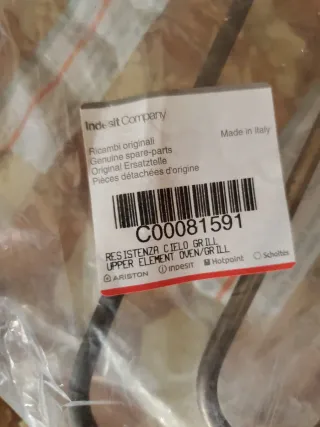 Indesit Company
Ricambi originali
Genuine spare-parts
Original Ersatzteile
Pièces détachées d'origine
Made in Italy
C00081591
RESISTENZA CIELO GRILL
UPPER ELEMENT OVEN/GRILL
ARISTON indesit Hotpoint Scholtès